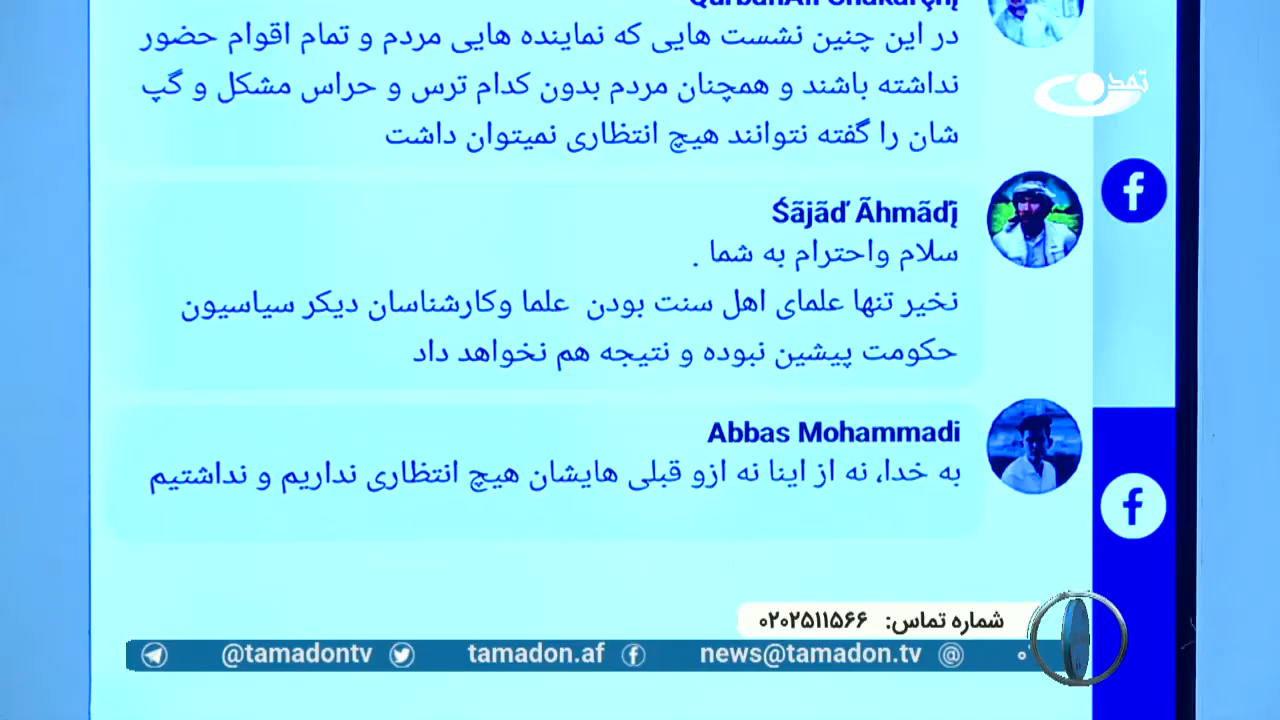 در این چنین نشست هایی که نماینده هایی مردم و تمام اقوام حضور
نداشته باشند و همچنان مردم بدون کدام ترس و حراس مشکل و گپ
شان را گفته نتوانند هیچ انتظاری نمیتوان داشت
تمدن
Śãjãď Ãhmãďį
سلام واحترام به شما .
نخیر تنها علمای اهل سنت بودن علما وکارشناسان دیکر سیاسیون
حکومت پیشین نبوده و نتیجه هم نخواهد داد
Abbas Mohammadi
به خدا، نه از اینا نه ازو قبلی هایشان هیچ انتظاری نداریم و نداشتیم
شماره تماس: ۰۲۰۲۵۱۱۵۶۶
@tamadontv tamadon.af news@tamadon.tv